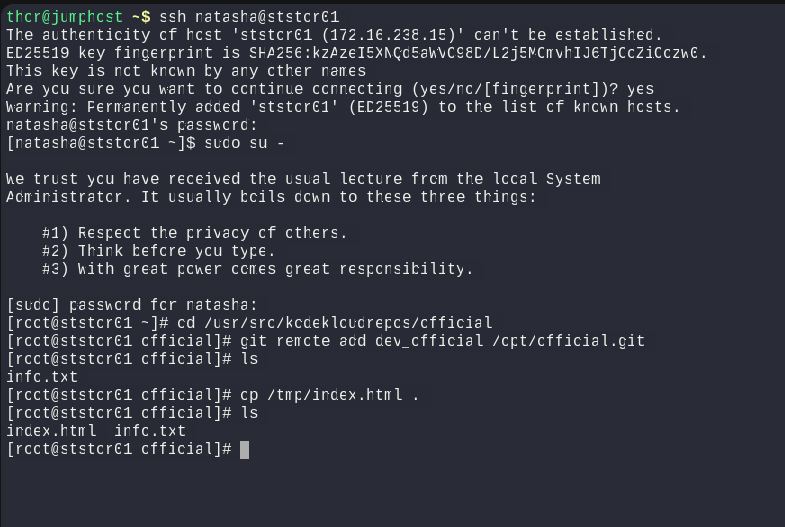 thor@jumphost ~$ ssh natasha@ststor01
The authenticity of host 'ststor01 (172.16.238.15)' can't be established.
ED25519 key fingerprint is
This key is not known by any other names
Are you sure you want to continue connecting (yes/no/[fingerprint])? yes
Warning: Permanently added 'ststor01' (ED25519) to the list of known hosts.
natasha@ststor01's password:
[natasha@ststor01 ~]$ sudo su -
We trust you have received the usual lecture from the local System
Administrator. It usually boils down to these three things:
#1) Respect the privacy of others.
#2) Think before you type.
#3) With great power comes great responsibility.
[sudo] password for natasha:
[root@ststor01 ~]# cd /usr/src/kodekloudrepos/official
[root@ststor01 official]# git remote add dev_official /opt/official.git
[root@ststor01 official]# ls
info.txt
[root@ststor01 official]# cp /tmp/index.html .
[root@ststor01 official]# ls
index.html  info.txt
[root@ststor01 official]#